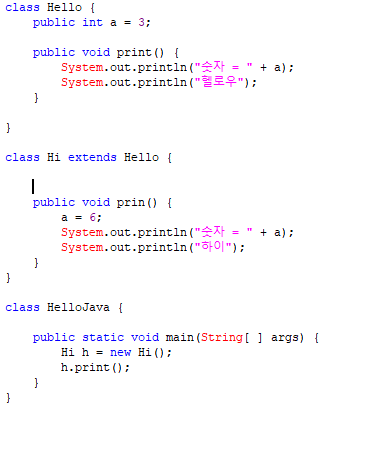 class Hello {
public int a = 3;
public void print() {
System.out.println("숫자 = " + a);
System.out.println("헬로우");
}
}
class Hi extends Hello {
public void prin() {
a = 6;
System.out.println("숫자 = " + a);
System.out.println("하이");
}
}
class HelloJava {
public static void main(String[ ] args) {
Hi h = new Hi();
h.print();
}
}